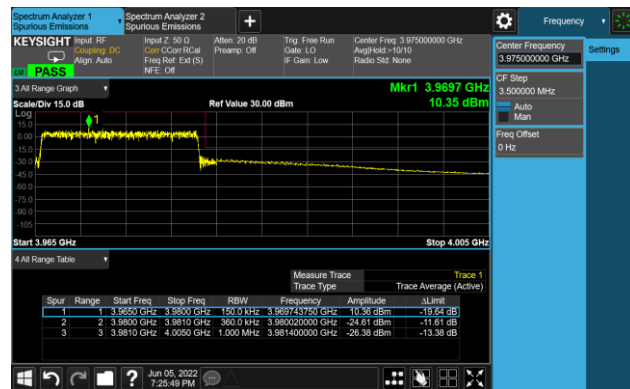 Spectrum Analyzer 1
Spurious Emissions
Spectrum Analyzer 2
Spurious Emissions
+
Frequency
KEYSIGHT
Input: RF
Coupling: DC
Align: Auto
Input Z: 50 Ω
Corr CCorr RCal
Freq Ref: Ext (S)
NFE: Off
Atten: 20 dB
Preamp: Off
Trig: Free Run
Gate: LO
IF Gain: Low
Center Freq: 3.975000000 GHz
Avg|Hold:>10/10
Radio Std: None
PASS
Center Frequency
3.975000000 GHz
Settings
CF Step
3.500000 MHz
Auto
Man
Freq Offset
0 Hz
3 All Range Graph
Mkr1 3.9697 GHz
10.35 dBm
Scale/Div 15.0 dB
Ref Value 30.00 dBm
Log
15.0
0.00
-15.0
-30.0
-45.0
-60.0
-75.0
-90.0
-105
1
Start 3.965 GHz
Stop 4.005 GHz
4 All Range Table
Measure Trace Trace 1
Trace Type Trace Average (Active)
Spur Range Start Freq Stop Freq RBW Frequency Amplitude ΔLimit
1 1 3.9650 GHz 3.9800 GHz 150.0 kHz 3.969743750 GHz 10.36 dBm -19.64 dB
2 2 3.9800 GHz 3.9810 GHz 360.0 kHz 3.980020000 GHz -24.61 dBm -11.61 dB
3 3 3.9810 GHz 4.0050 GHz 1.000 MHz 3.981400000 GHz -26.38 dBm -13.38 dB
?
Jun 05, 2022
7:25:49 PM